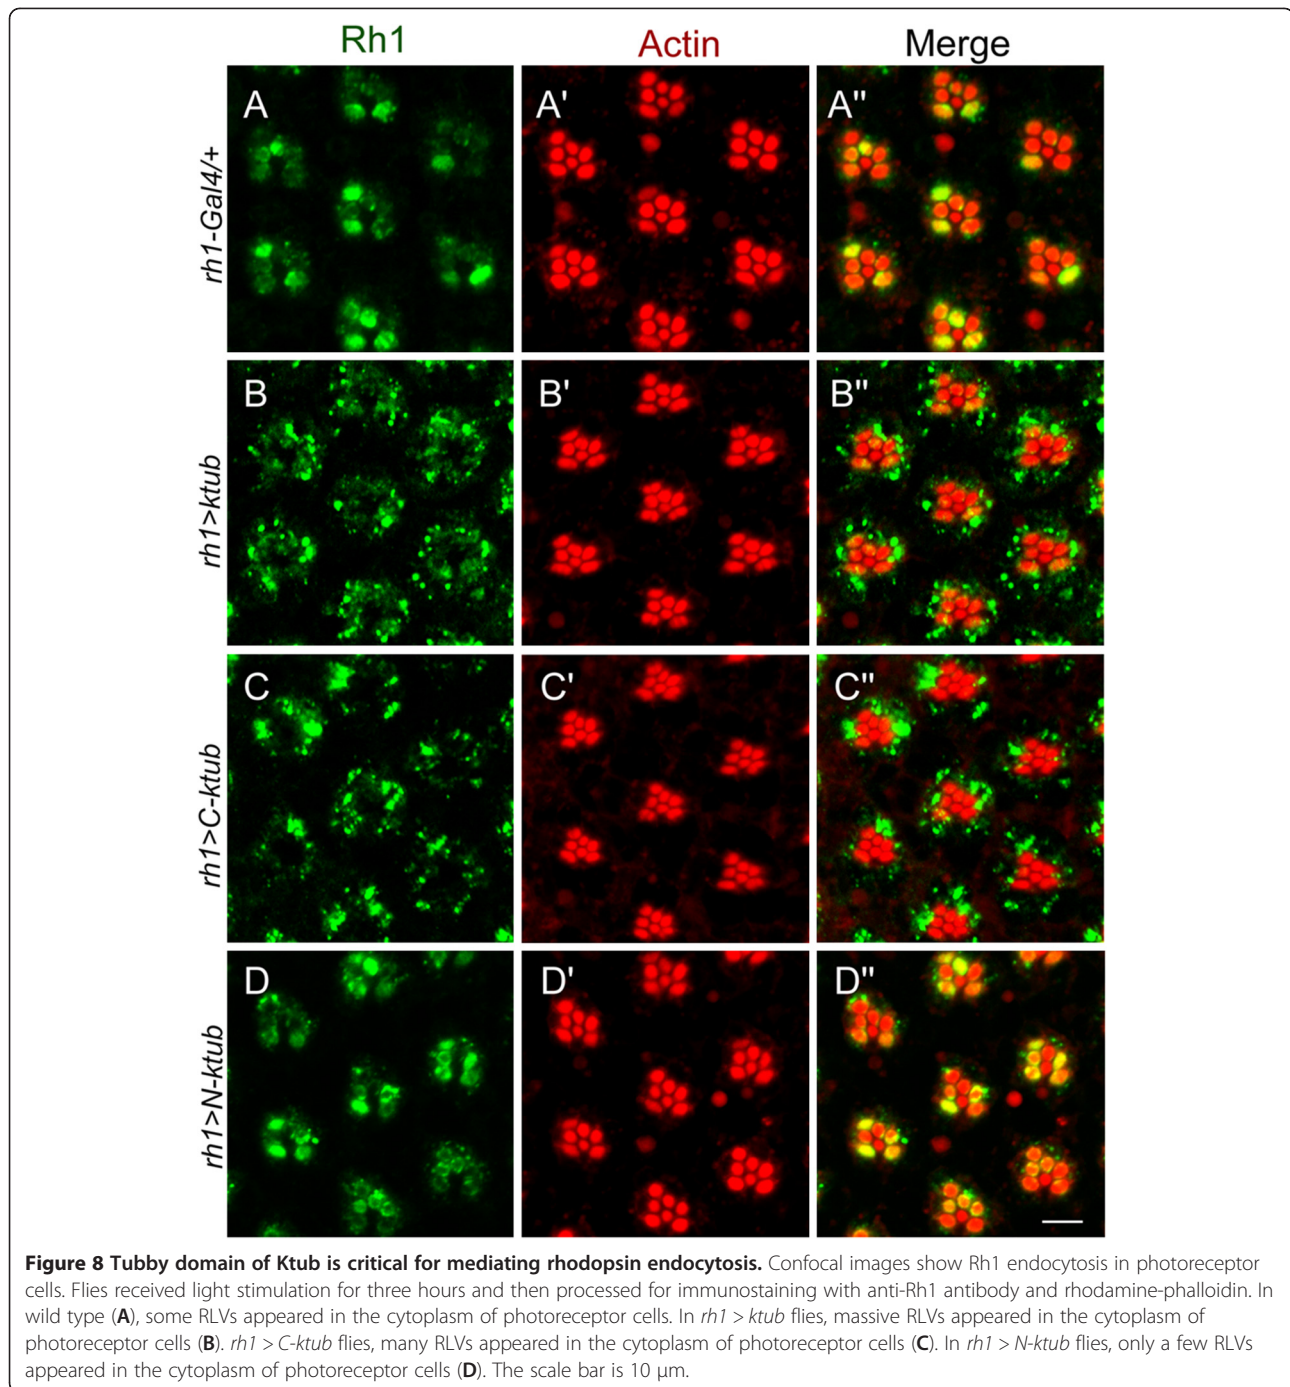 Rh1 Actin Merge
rh1-Gal4/+
A A' A"
rh1>ktub
B B' B"
rh1>C-ktub
C C' C"
rh1>N-ktub
D D' D"
Figure 8 Tubby domain of Ktub is critical for mediating rhodopsin endocytosis. Confocal images show Rh1 endocytosis in photoreceptor
cells. Flies received light stimulation for three hours and then processed for immunostaining with anti-Rh1 antibody and rhodamine-phalloidin. In
wild type (A), some RLVs appeared in the cytoplasm of photoreceptor cells. In rh1 > ktub flies, massive RLVs appeared in the cytoplasm of
photoreceptor cells (B). rh1 > C-ktub flies, many RLVs appeared in the cytoplasm of photoreceptor cells (C). In rh1 > N-ktub flies, only a few RLVs
appeared in the cytoplasm of photoreceptor cells (D). The scale bar is 10 μm.